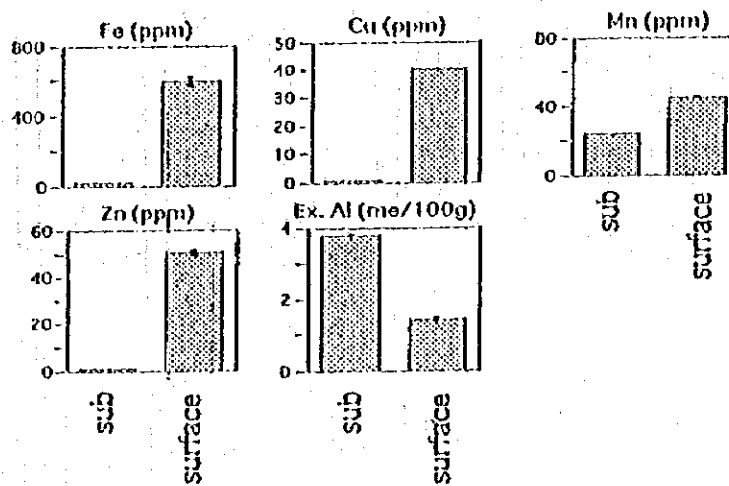 Fe (ppm)
800
400
0
Cu (ppm)
50
40
30
20
10
0
Mn (ppm)
80
40
0
sub
surface
Zn (ppm)
60
40
20
0
sub
surface
Ex. Al (me/100g)
4
2
0
sub
surface